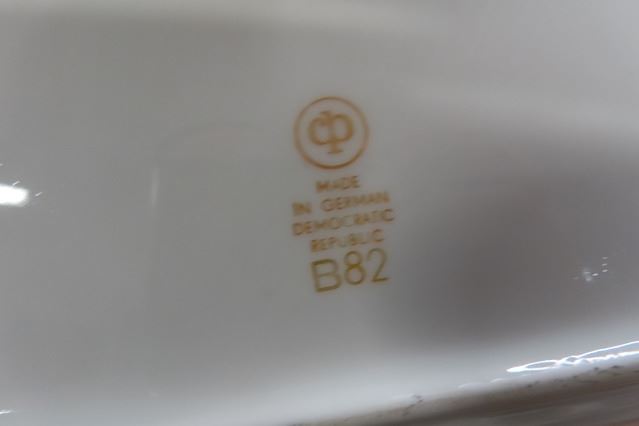 MADE
IN GERMAN
DEMOCRATIC
REPUBLIC
B82